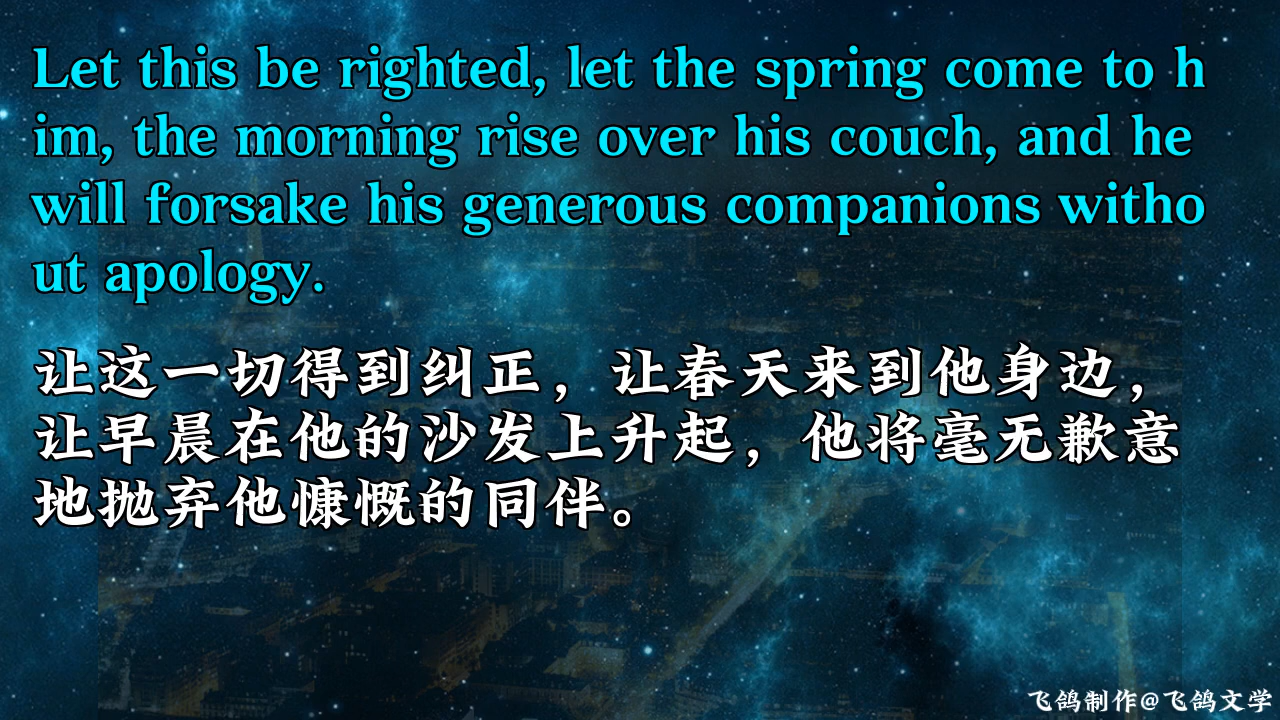 Let this be righted, let the spring come to h
im, the morning rise over his couch, and he
will forsake his generous companions witho
ut apology.
让这一切得到纠正，让春天来到他身边，
让早晨在他的沙发上升起，他将毫无歉意
地抛弃他慷慨的同伴。
飞鸽制作@飞鸽文学